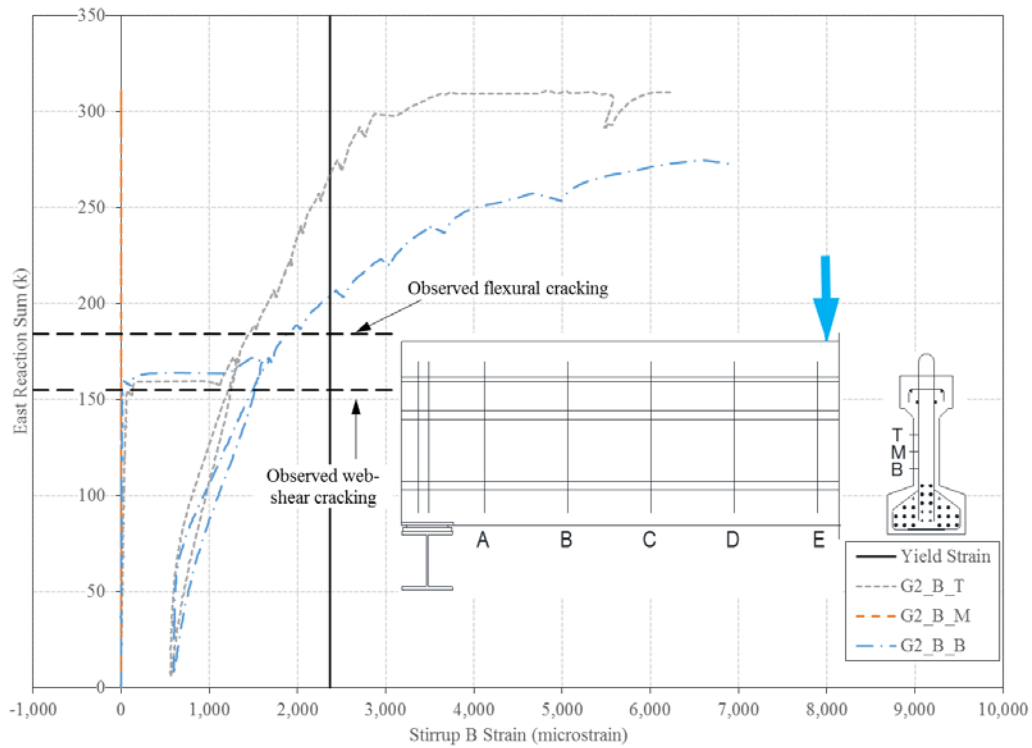 350
300
250
200
150
100
50
0
East Reaction Sum (k)
-1,000
0
1,000
2,000
3,000
4,000
5,000
6,000
7,000
8,000
9,000
10,000
Stirrup B Strain (microstrain)
Observed flexural cracking
Observed web-
shear cracking
A
B
C
D
E
T
M
B
Yield Strain
G2_B_T
G2_B_M
G2_B_B